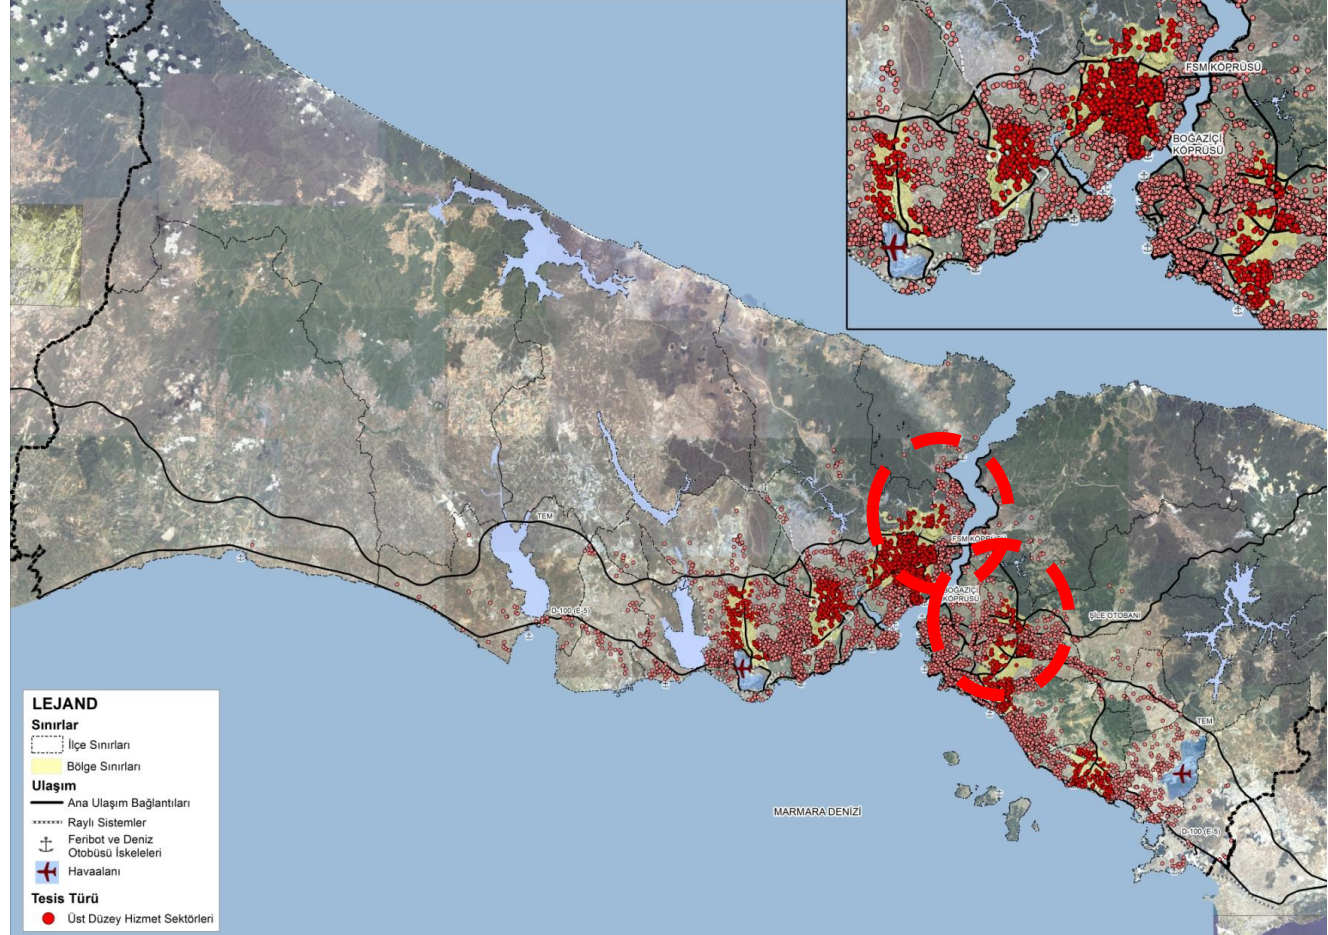 FSM KÖPRÜSÜ
BOĞAZİÇİ
KÖPRÜSÜ
TEM
FSM KÖPRÜSÜ
BOĞAZİÇİ
KÖPRÜSÜ
D-100 (E-5)
ŞİLE OTOBANI
TEM
MARMARA DENİZİ
D-100 (E-5)
LEJAND
Sınırlar
İlçe Sınırları
Bölge Sınırları
Ulaşım
Ana Ulaşım Bağlantıları
Raylı Sistemler
Feribot ve Deniz
Otobüsü İskeleleri
Havaalanı
Tesis Türü
Üst Düzey Hizmet Sektörleri